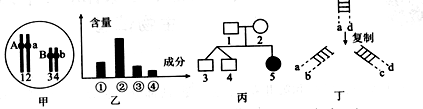 A a B b
1 2 3 4
甲
含量
成分
① ② ③ ④
乙
1 2
3 4 5
丙
a d
复制
a d
b c
丁